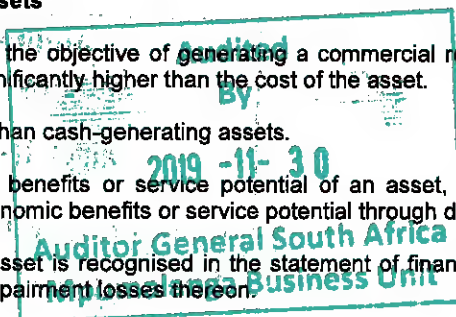 sets
the objective of generating a commercial r
nificantly higher than the cost of the asset.
han cash-generating assets.
benefits or service potential of an asset,
nomic benefits or service potential through d
sset is recognised in the statement of finan
pairment losses thereon.
Audited
By
2019 -11- 30
Auditor General South Africa
Mpumalanga Business Unit